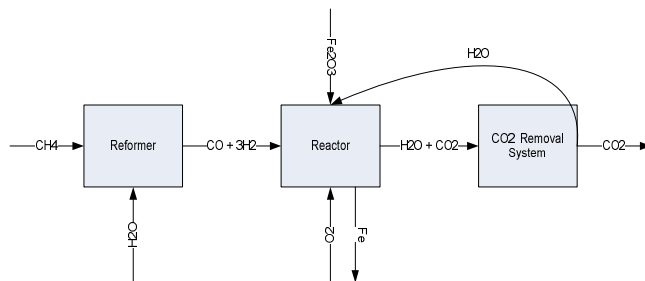 Fe2O3
H2O
CH4
Reformer
CO + 3H2
Reactor
H2O + CO2
CO2 Removal
System
CO2
H2O
O2
Fe